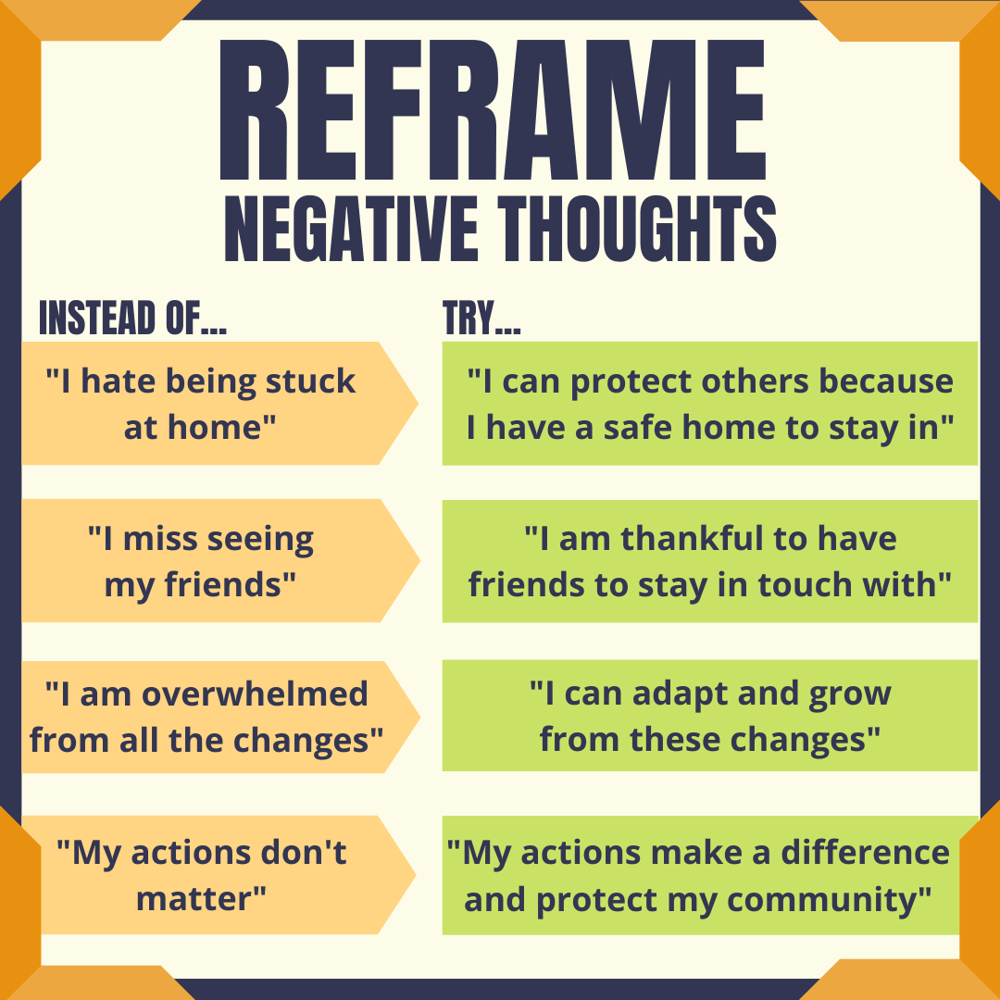 REFRAME
NEGATIVE THOUGHTS
INSTEAD OF...
TRY...
"I hate being stuck
at home"
"I can protect others because
I have a safe home to stay in"
"I miss seeing
my friends"
"I am thankful to have
friends to stay in touch with"
"I am overwhelmed
from all the changes"
"I can adapt and grow
from these changes"
"My actions don't
matter"
"My actions make a difference
and protect my community"